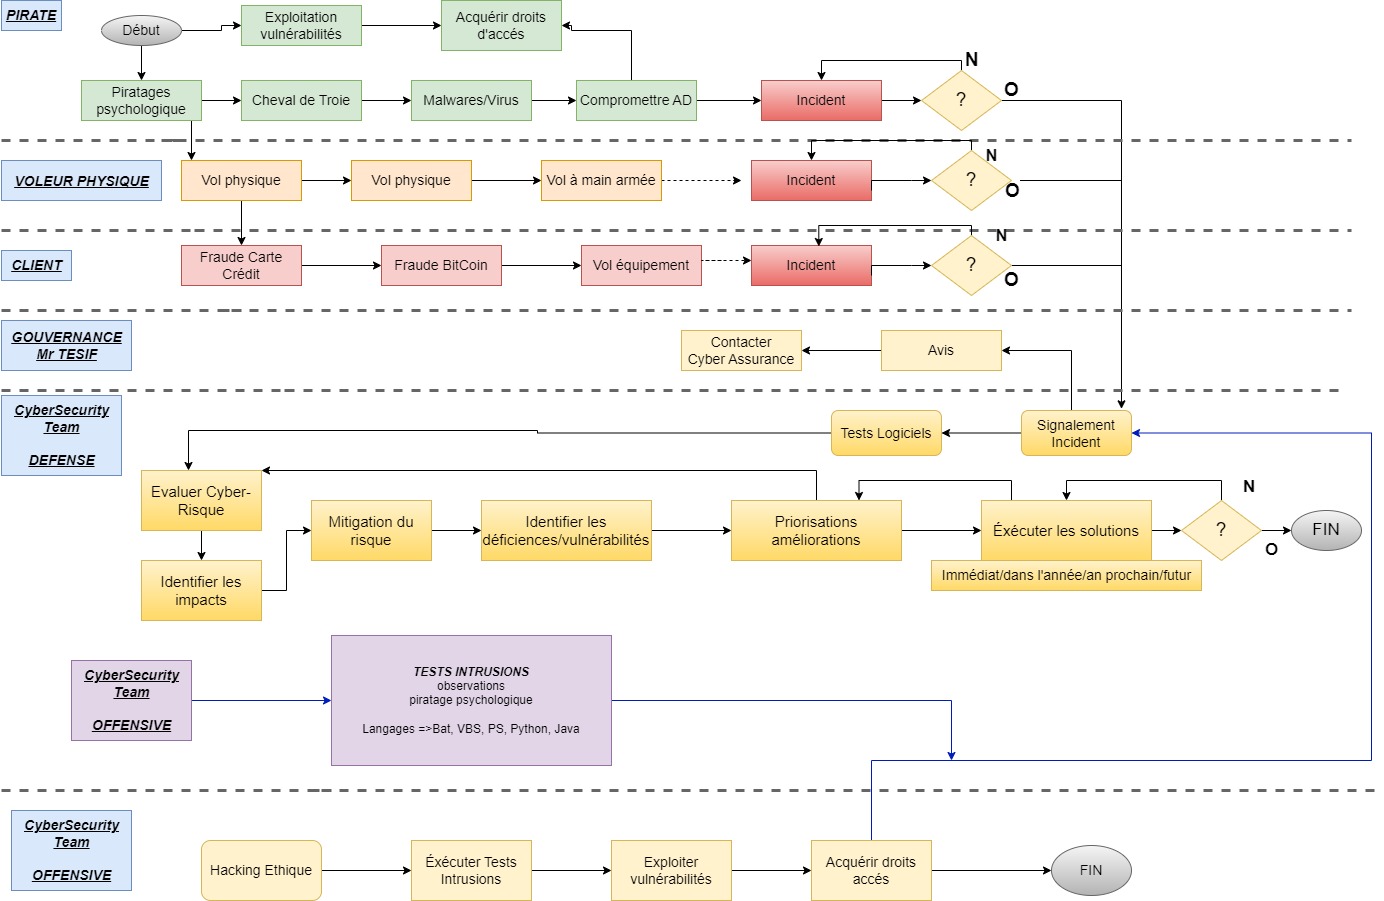 PIRATE
Début
Exploitation
vulnérabilités
Acquérir droits
d'accés
Piratages
psychologique
Cheval de Troie
Malwares/Virus
Compromettre AD
Incident
?
N
O
VOLEUR PHYSIQUE
Vol physique
Vol physique
Vol à main armée
Incident
?
N
O
CLIENT
Fraude Carte
Crédit
Fraude BitCoin
Vol équipement
Incident
?
N
O
GOUVERNANCE
Mr TESIF
Contacter
Cyber Assurance
Avis
CyberSecurity
Team
DEFENSE
Tests Logiciels
Signalement
Incident
Evaluer Cyber-
Risque
Identifier les
impacts
Mitigation du
risque
Identifier les
déficiences/vulnérabilités
Priorisations
améliorations
Éxécuter les solutions
Immédiat/dans l'année/an prochain/futur
?
N
O
FIN
CyberSecurity
Team
OFFENSIVE
TESTS INTRUSIONS
observations
piratage psychologique
Langages =>Bat, VBS, PS, Python, Java
CyberSecurity
Team
OFFENSIVE
Hacking Ethique
Éxécuter Tests
Intrusions
Exploiter
vulnérabilités
Acquérir droits
accés
FIN